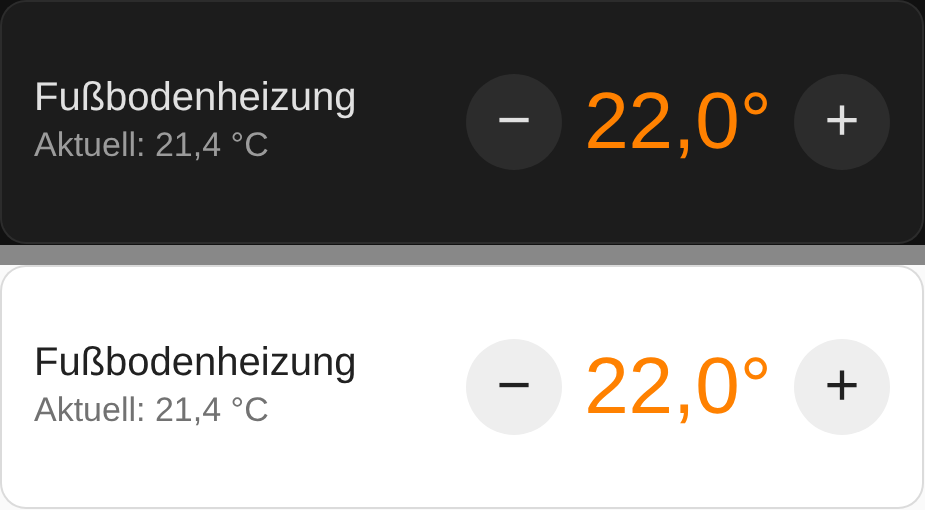 Fußbodenheizung
Aktuell: 21,4 °C
− 22,0° +
Fußbodenheizung
Aktuell: 21,4 °C
− 22,0° +